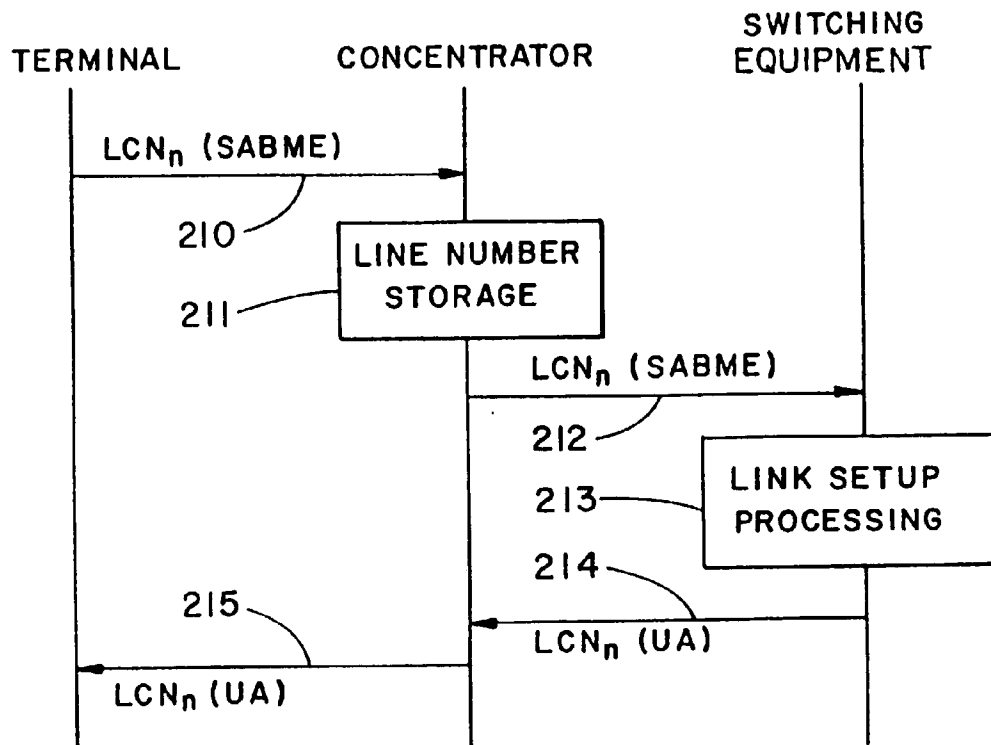 TERMINAL
CONCENTRATOR
SWITCHING
EQUIPMENT
LCNn (SABME)
210
LINE NUMBER
STORAGE
211
LCNn (SABME)
212
LINK SETUP
PROCESSING
213
214
LCNn (UA)
215
LCNn (UA)